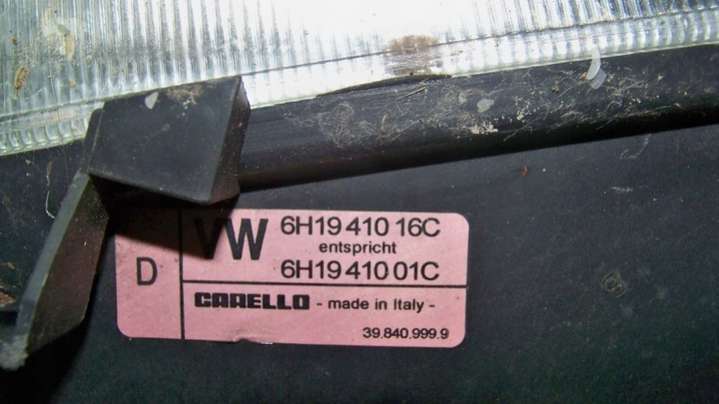 VW 6H19 410 16C
entspricht
6H19 410 01C
D
CARELLO - made in Italy -
39.840.999.9